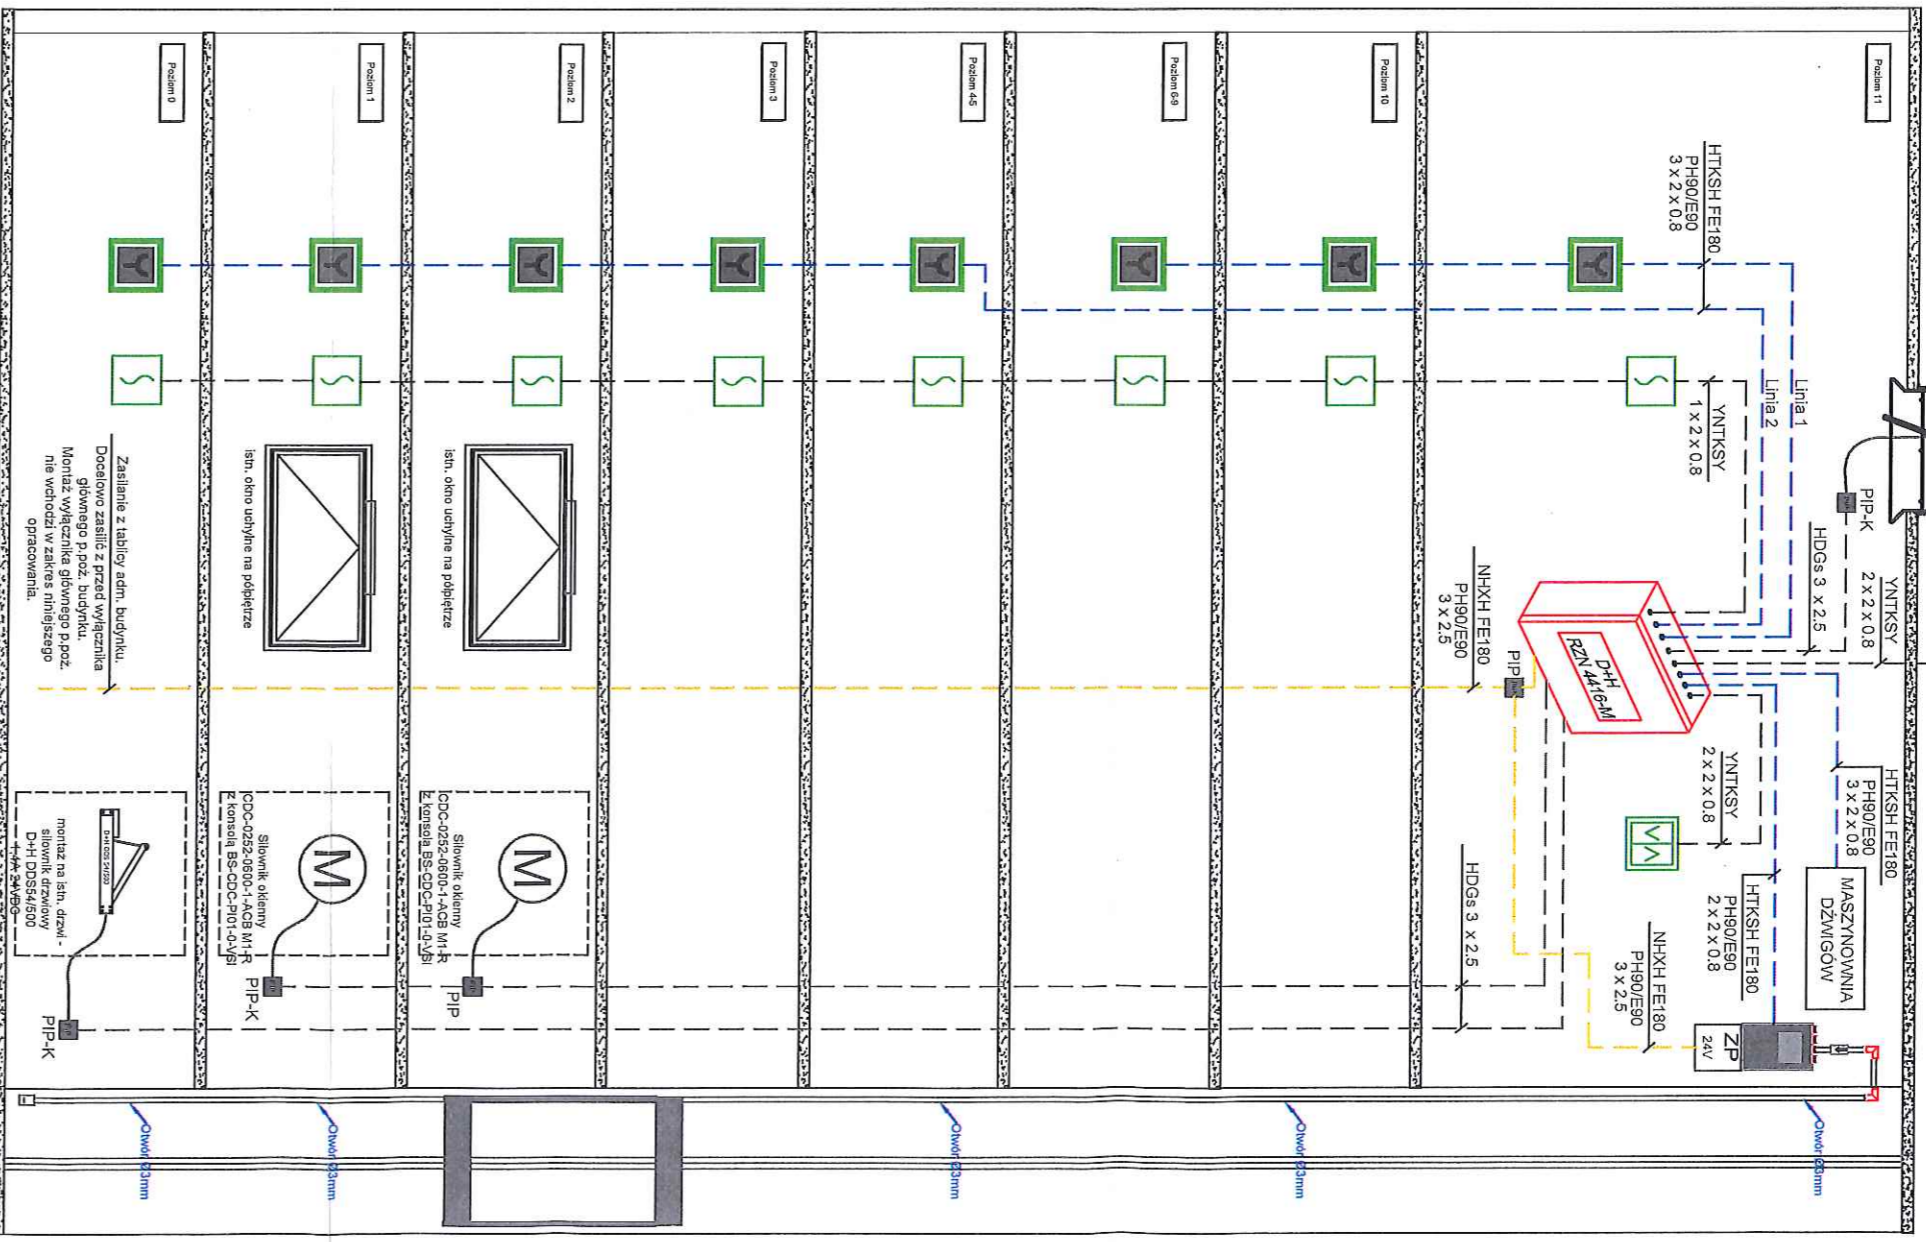 Poziom 11
Poziom 10
Poziom 6-9
Poziom 4-5
Poziom 3
Poziom 2
Poziom 1
Poziom 0
HTKSH FE180
PH90/E90
3 x 2 x 0.8
Linia 1
Linia 2
YNTKSY
1 x 2 x 0.8
PIP-K
YNTKSY
2 x 2 x 0.8
HDGs 3 x 2.5
D+H
RZN 4416-M
PIP
NHXH FE180
PH90/E90
3 x 2.5
HTKSH FE180
PH90/E90
3 x 2 x 0.8
MASZYNOWNIA
DŹWIGÓW
YNTKSY
2 x 2 x 0.8
HTKSH FE180
PH90/E90
2 x 2 x 0.8
NHXH FE180
PH90/E90
3 x 2.5
ZP
24V
HDGs 3 x 2.5
istn. okno uchylne na półpiętrze
Siłownik okienny
CDC-0252-0600-1-ACB M1-R
z konsolą BS-CDC-PI01-0-VSI
M
PIP
istn. okno uchylne na półpiętrze
Siłownik okienny
CDC-0252-0600-1-ACB M1-R
z konsolą BS-CDC-PI01-0-VSI
M
PIP-K
Zasilanie z tablicy adm. budynku.
Docelowo zasilić z przed wyłącznika
głównego p.poż. budynku.
Montaż wyłącznika głównego p.poż.
nie wchodzi w zakres niniejszego
opracowania.
D+H DDS 54/500
montaż na istn. drzwi -
siłownik drzwiowy
D+H DDS54/500
1,4A 24VDC
PIP-K
Otwór Ø3mm
Otwór Ø3mm
Otwór Ø3mm
Otwór Ø3mm
Otwór Ø3mm